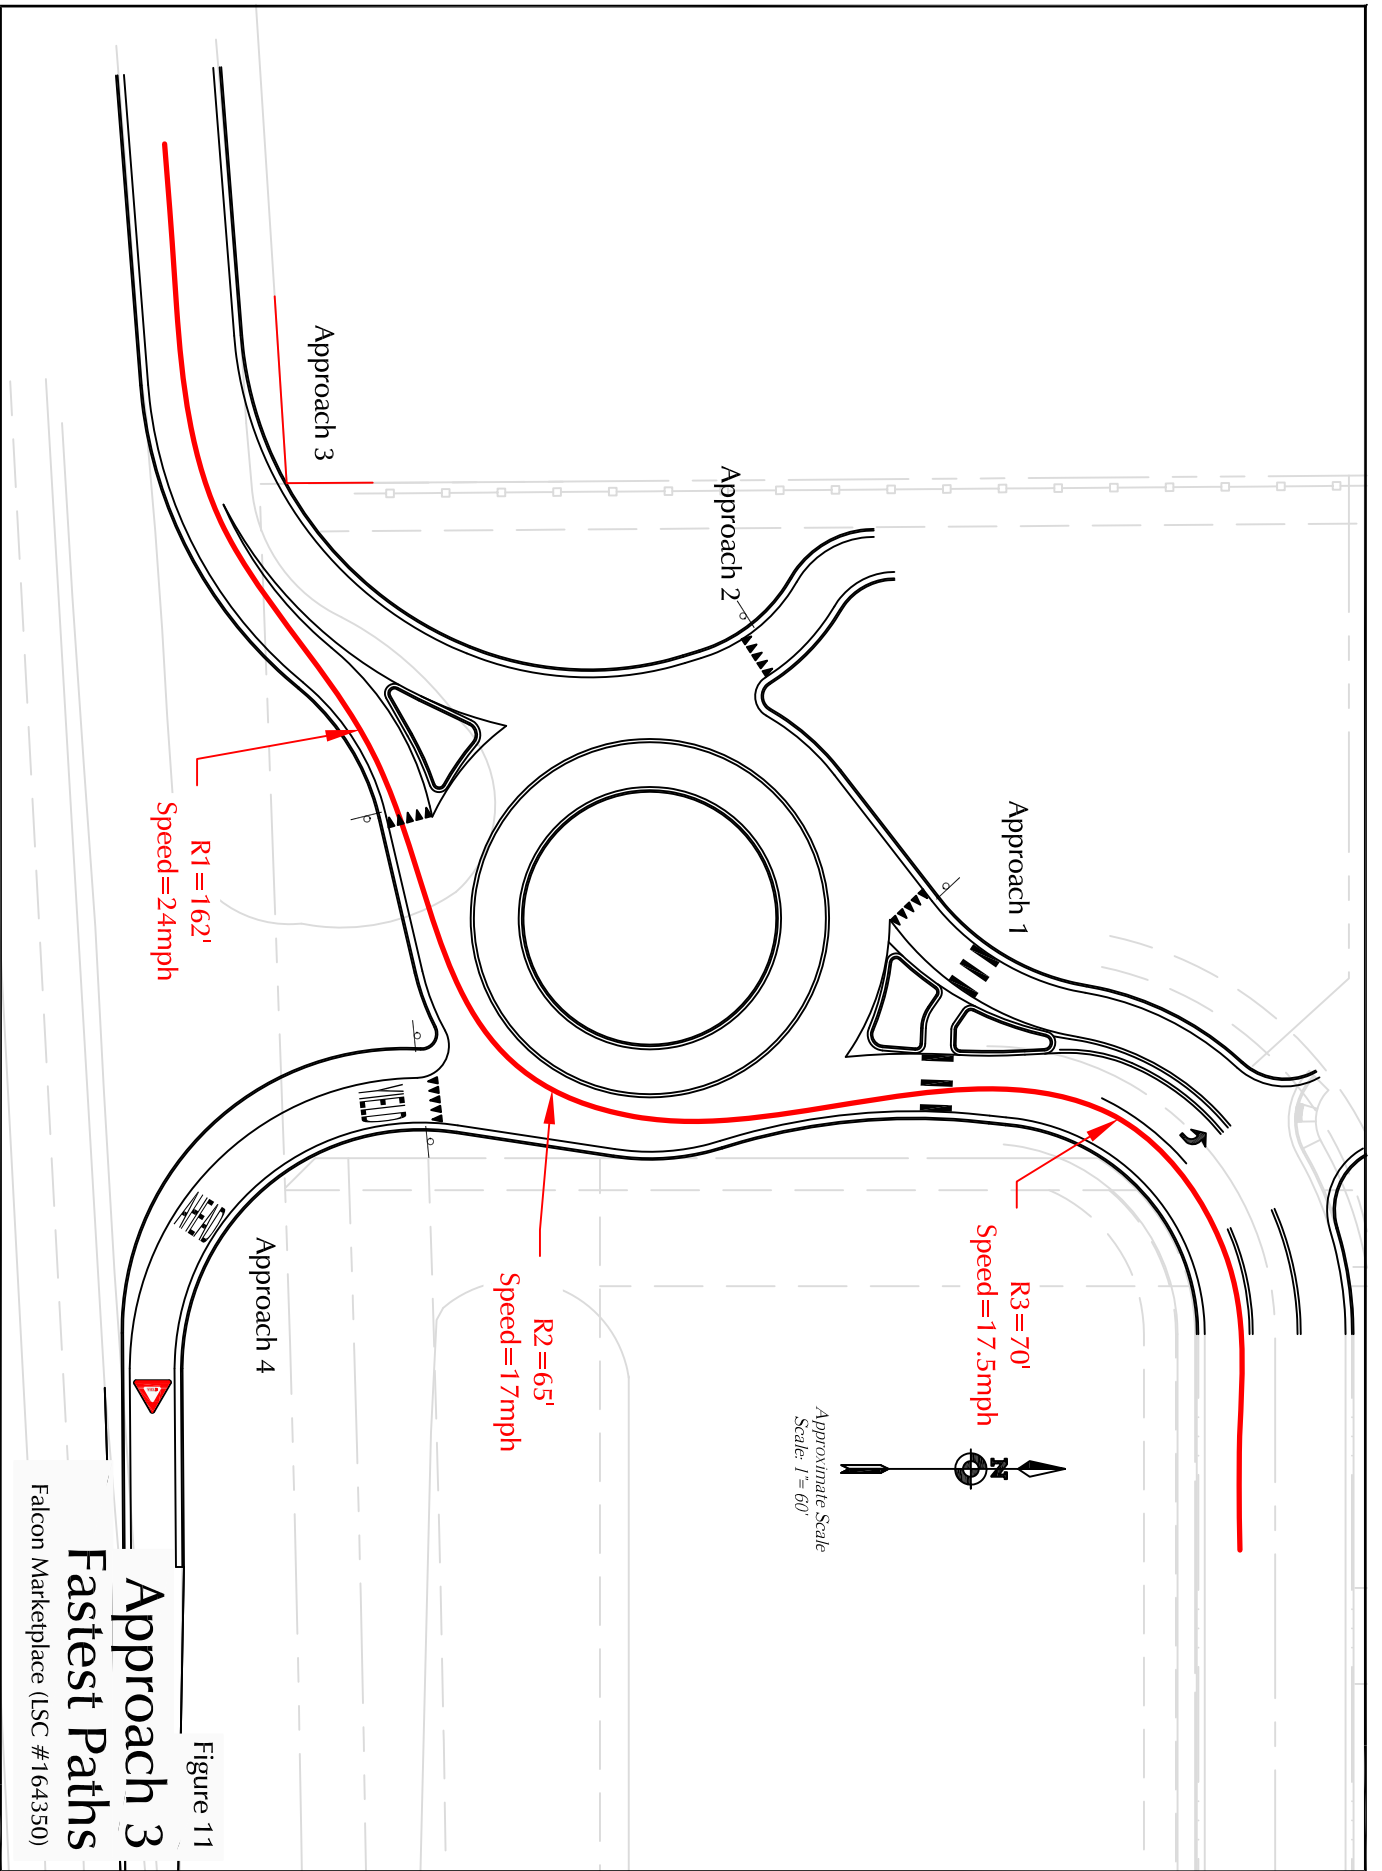 Approach 1
Approach 2
Approach 3
Approach 4
R1=162'
Speed=24mph
R2=65'
Speed=17mph
R3=70'
Speed=17.5mph
YIELD
AHEAD
N
Approximate Scale
Scale: 1"= 60'
Figure 11
Approach 3
Fastest Paths
Falcon Marketplace (LSC #164350)